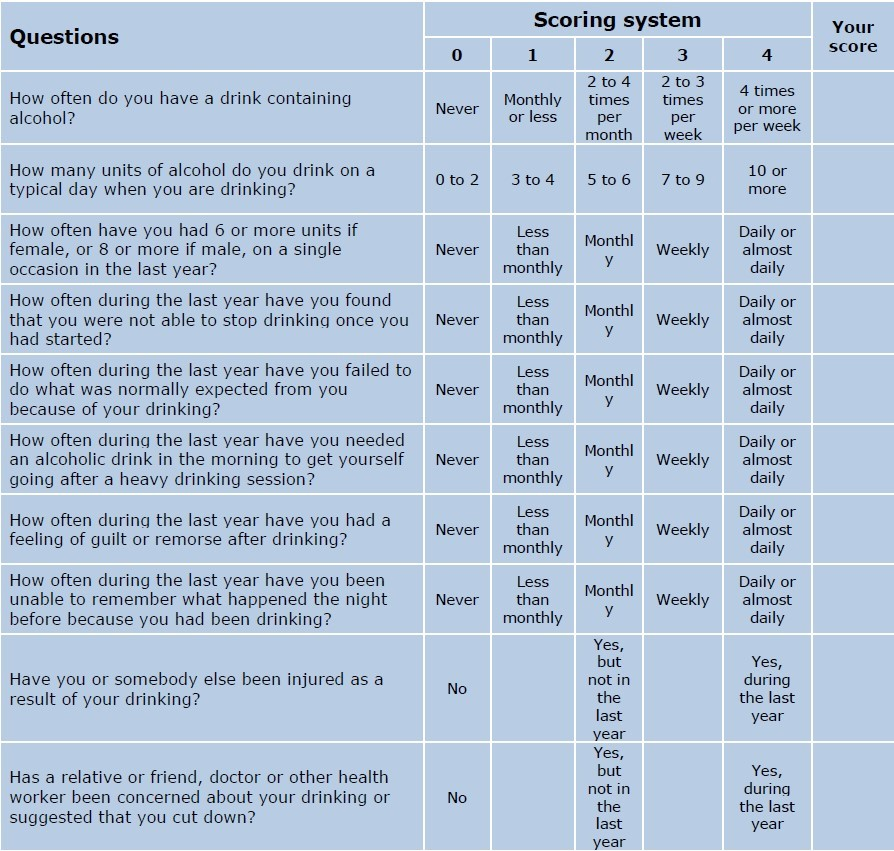 Questions
Scoring system
Your
score
0 1 2 3 4
How often do you have a drink containing
alcohol?
Never
Monthly
or less
2 to 4
times
per
month
2 to 3
times
per
week
4 times
or more
per week
How many units of alcohol do you drink on a
typical day when you are drinking?
0 to 2
3 to 4
5 to 6
7 to 9
10 or
more
How often have you had 6 or more units if
female, or 8 or more if male, on a single
occasion in the last year?
Never
Less
than
monthly
Monthl
y
Weekly
Daily or
almost
daily
How often during the last year have you found
that you were not able to stop drinking once you
had started?
Never
Less
than
monthly
Monthl
y
Weekly
Daily or
almost
daily
How often during the last year have you failed to
do what was normally expected from you
because of your drinking?
Never
Less
than
monthly
Monthl
y
Weekly
Daily or
almost
daily
How often during the last year have you needed
an alcoholic drink in the morning to get yourself
going after a heavy drinking session?
Never
Less
than
monthly
Monthl
y
Weekly
Daily or
almost
daily
How often during the last year have you had a
feeling of guilt or remorse after drinking?
Never
Less
than
monthly
Monthl
y
Weekly
Daily or
almost
daily
How often during the last year have you been
unable to remember what happened the night
before because you had been drinking?
Never
Less
than
monthly
Monthl
y
Weekly
Daily or
almost
daily
Have you or somebody else been injured as a
result of your drinking?
No
Yes,
but
not in
the
last
year
Yes,
during
the last
year
Has a relative or friend, doctor or other health
worker been concerned about your drinking or
suggested that you cut down?
No
Yes,
but
not in
the
last
year
Yes,
during
the last
year